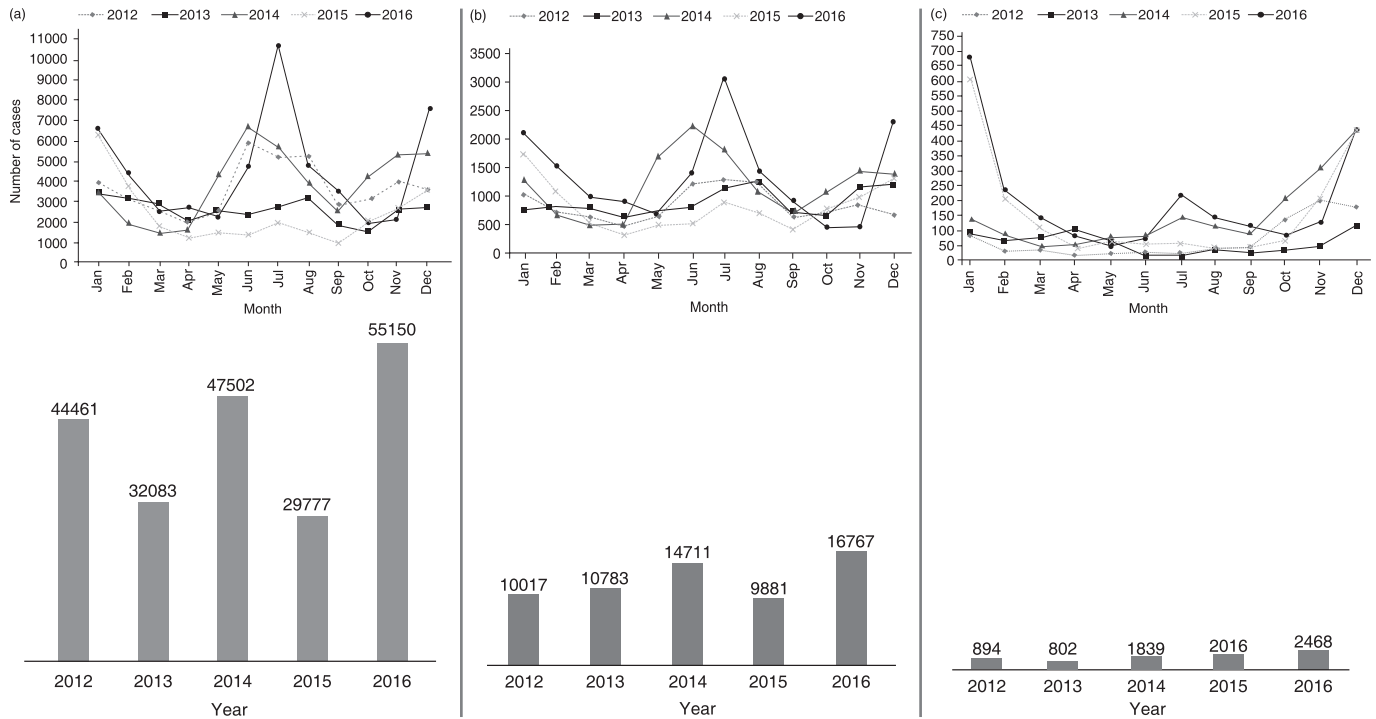 (a) 2012 2013 2014 2015 2016
11000
10000
9000
8000
7000
6000
5000
4000
3000
2000
1000
0
Number of cases
Jan Feb Mar Apr May Jun Jul Aug Sep Oct Nov Dec
Month
55150
47502
44461
32083
29777
2012 2013 2014 2015 2016
Year
(b) 2012 2013 2014 2015 2016
3500
3000
2500
2000
1500
1000
500
0
Jan Feb Mar Apr May Jun Jul Aug Sep Oct Nov Dec
Month
16767
14711
10017 10783 9881
2012 2013 2014 2015 2016
Year
(c) 2012 2013 2014 2015 2016
750
700
650
600
550
500
450
400
350
300
250
200
150
100
50
0
Jan Feb Mar Apr May Jun Jul Aug Sep Oct Nov Dec
Month
894 802 1839 2016 2468
2012 2013 2014 2015 2016
Year